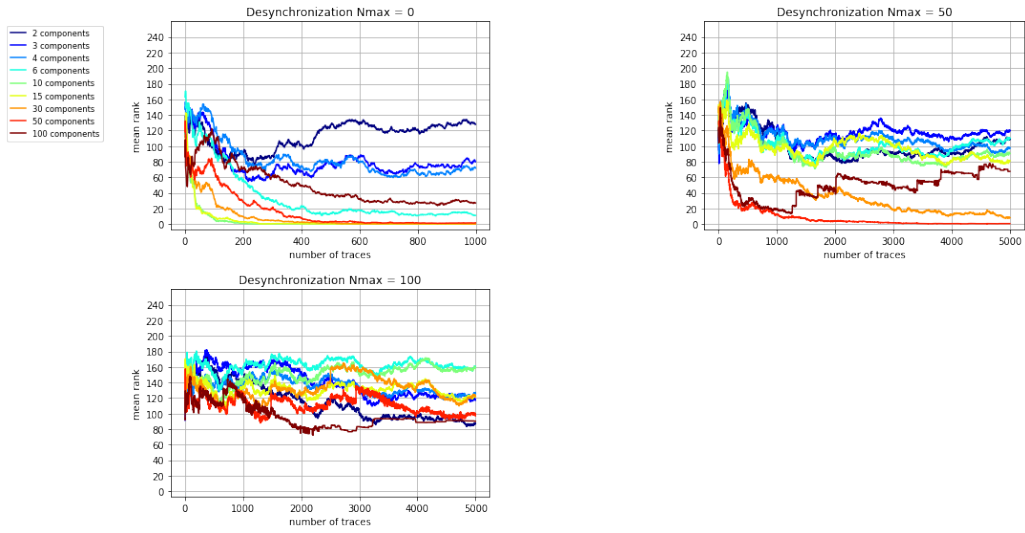 2 components
3 components
4 components
6 components
10 components
15 components
30 components
50 components
100 components
Desynchronization Nmax = 0
240
220
200
180
160
140
120
100
80
60
40
20
0
mean rank
0 200 400 600 800 1000
number of traces
Desynchronization Nmax = 50
240
220
200
180
160
140
120
100
80
60
40
20
0
mean rank
0 1000 2000 3000 4000 5000
number of traces
Desynchronization Nmax = 100
240
220
200
180
160
140
120
100
80
60
40
20
0
mean rank
0 1000 2000 3000 4000 5000
number of traces